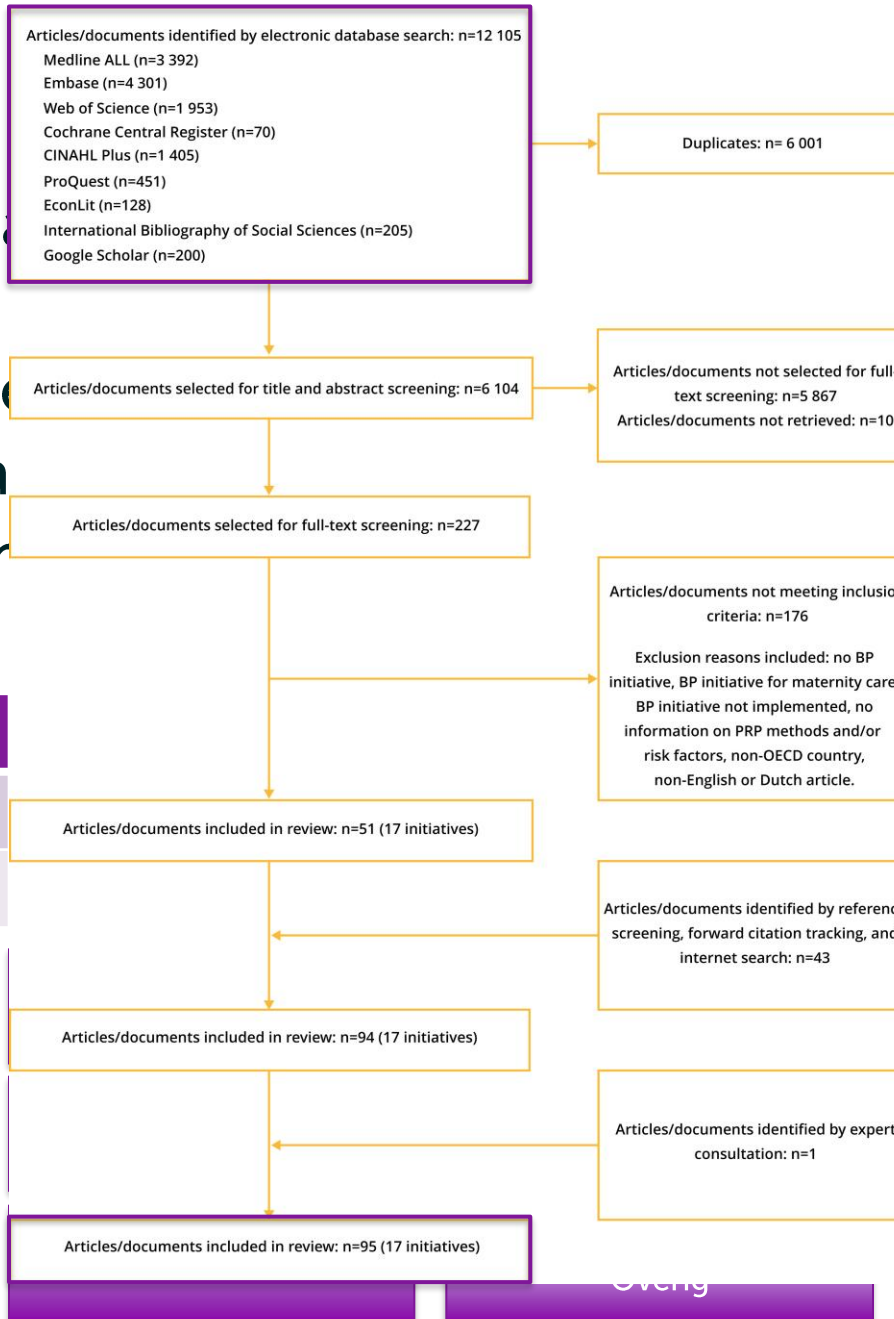 Articles/documents identified by electronic database search: n=12 105
Medline ALL (n=3 392)
Embase (n=4 301)
Web of Science (n=1 953)
Cochrane Central Register (n=70)
CINAHL Plus (n=1 405)
ProQuest (n=451)
EconLit (n=128)
International Bibliography of Social Sciences (n=205)
Google Scholar (n=200)
Duplicates: n= 6 001
Articles/documents selected for title and abstract screening: n=6 104
Articles/documents not selected for full-
text screening: n=5 867
Articles/documents not retrieved: n=10
Articles/documents selected for full-text screening: n=227
Articles/documents not meeting inclusio
criteria: n=176
Exclusion reasons included: no BP
initiative, BP initiative for maternity care
BP initiative not implemented, no
information on PRP methods and/or
risk factors, non-OECD country,
non-English or Dutch article.
Articles/documents included in review: n=51 (17 initiatives)
Articles/documents identified by referenc
screening, forward citation tracking, and
internet search: n=43
Articles/documents included in review: n=94 (17 initiatives)
Articles/documents identified by expert
consultation: n=1
Articles/documents included in review: n=95 (17 initiatives)
Overig